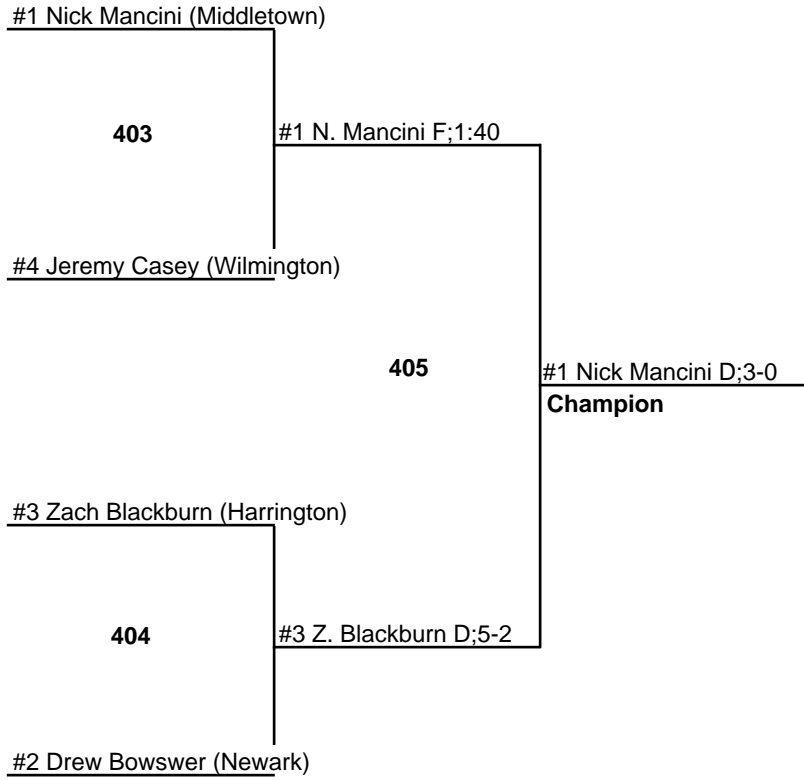 #1 Nick Mancini (Middletown)
403
#1 N. Mancini F;1:40
#4 Jeremy Casey (Wilmington)
405
#1 Nick Mancini D;3-0
Champion
#3 Zach Blackburn (Harrington)
404
#3 Z. Blackburn D;5-2
#2 Drew Bowswer (Newark)